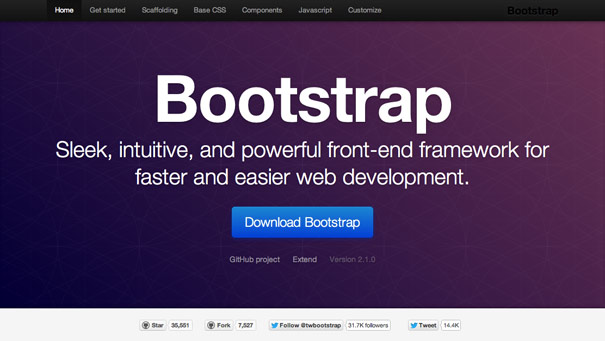 Home Get started Scaffolding Base CSS Components Javascript Customize Bootstrap
Bootstrap
Sleek, intuitive, and powerful front-end framework for
faster and easier web development.
Download Bootstrap
GitHub project Extend Version 2.1.0
Star 35,551 Fork 7,527 Follow @twbootstrap 31.7K followers Tweet 14.4K